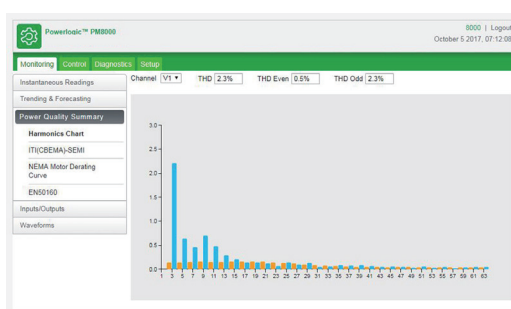 Powerlogic™ PM8000
8000 | Logout
October 5 2017, 07:12:08
Monitoring Control Diagnostics Setup
Instantaneous Readings
Channel V1 THD 2.3% THD Even 0.5% THD Odd 2.3%
Trending & Forecasting
Power Quality Summary
Harmonics Chart
ITI(CBEMA)-SEMI
NEMA Motor Derating
Curve
EN50160
Inputs/Outputs
Waveforms
3.0
2.5
2.0
1.5
1.0
0.5
0.0
1 3 5 7 9 11 13 15 17 19 21 23 25 27 29 31 33 35 37 39 41 43 45 47 49 51 53 55 57 59 61 63